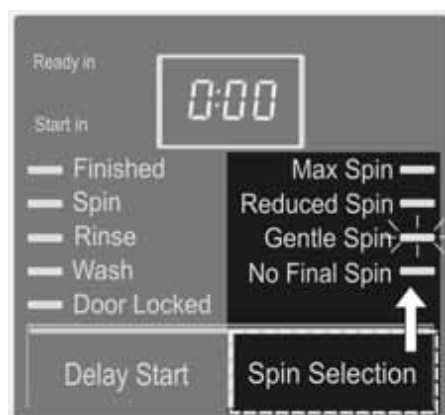 Ready in
0:00
Start in
Finished
Spin
Rinse
Wash
Door Locked
Max Spin
Reduced Spin
Gentle Spin
No Final Spin
Delay Start
Spin Selection